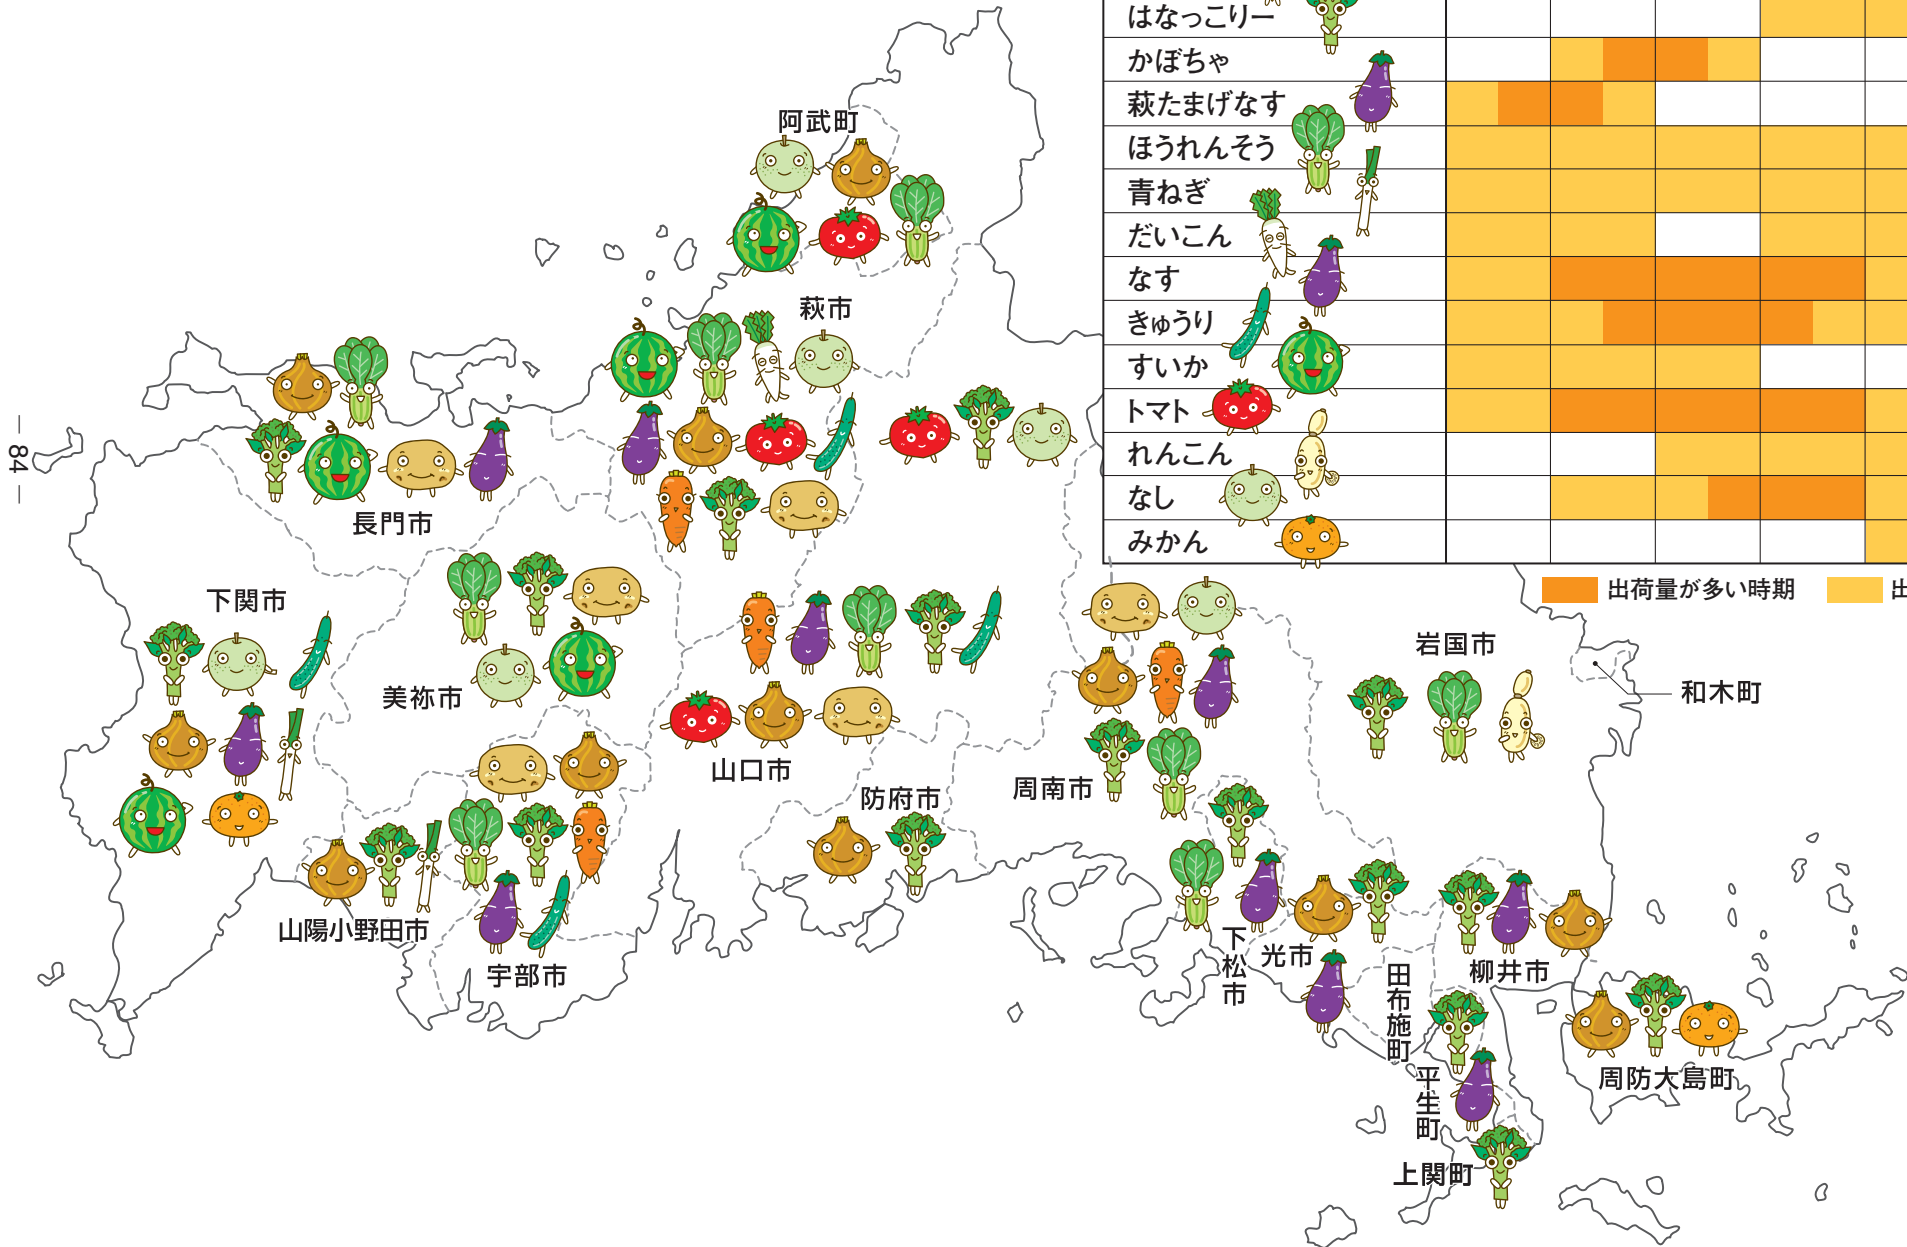 はなっこりー
かぼちゃ
萩たまげなす
ほうれんそう
青ねぎ
だいこん
なす
きゅうり
すいか
トマト
れんこん
なし
みかん
出荷量が多い時期
出
阿武町
萩市
長門市
下関市
美祢市
山口市
防府市
周南市
岩国市
和木町
山陽小野田市
宇部市
下松市
光市
田布施町
柳井市
平生町
周防大島町
上関町
— 84 —